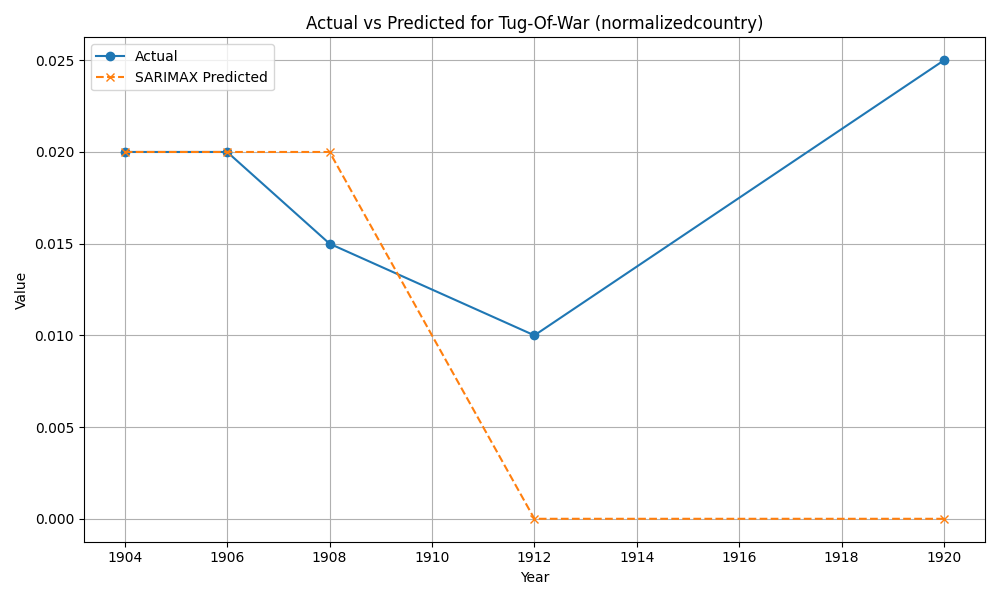 Actual vs Predicted for Tug-Of-War (normalizedcountry)
Actual
SARIMAX Predicted
0.025
0.020
0.015
0.010
0.005
0.000
Value
1904 1906 1908 1910 1912 1914 1916 1918 1920
Year